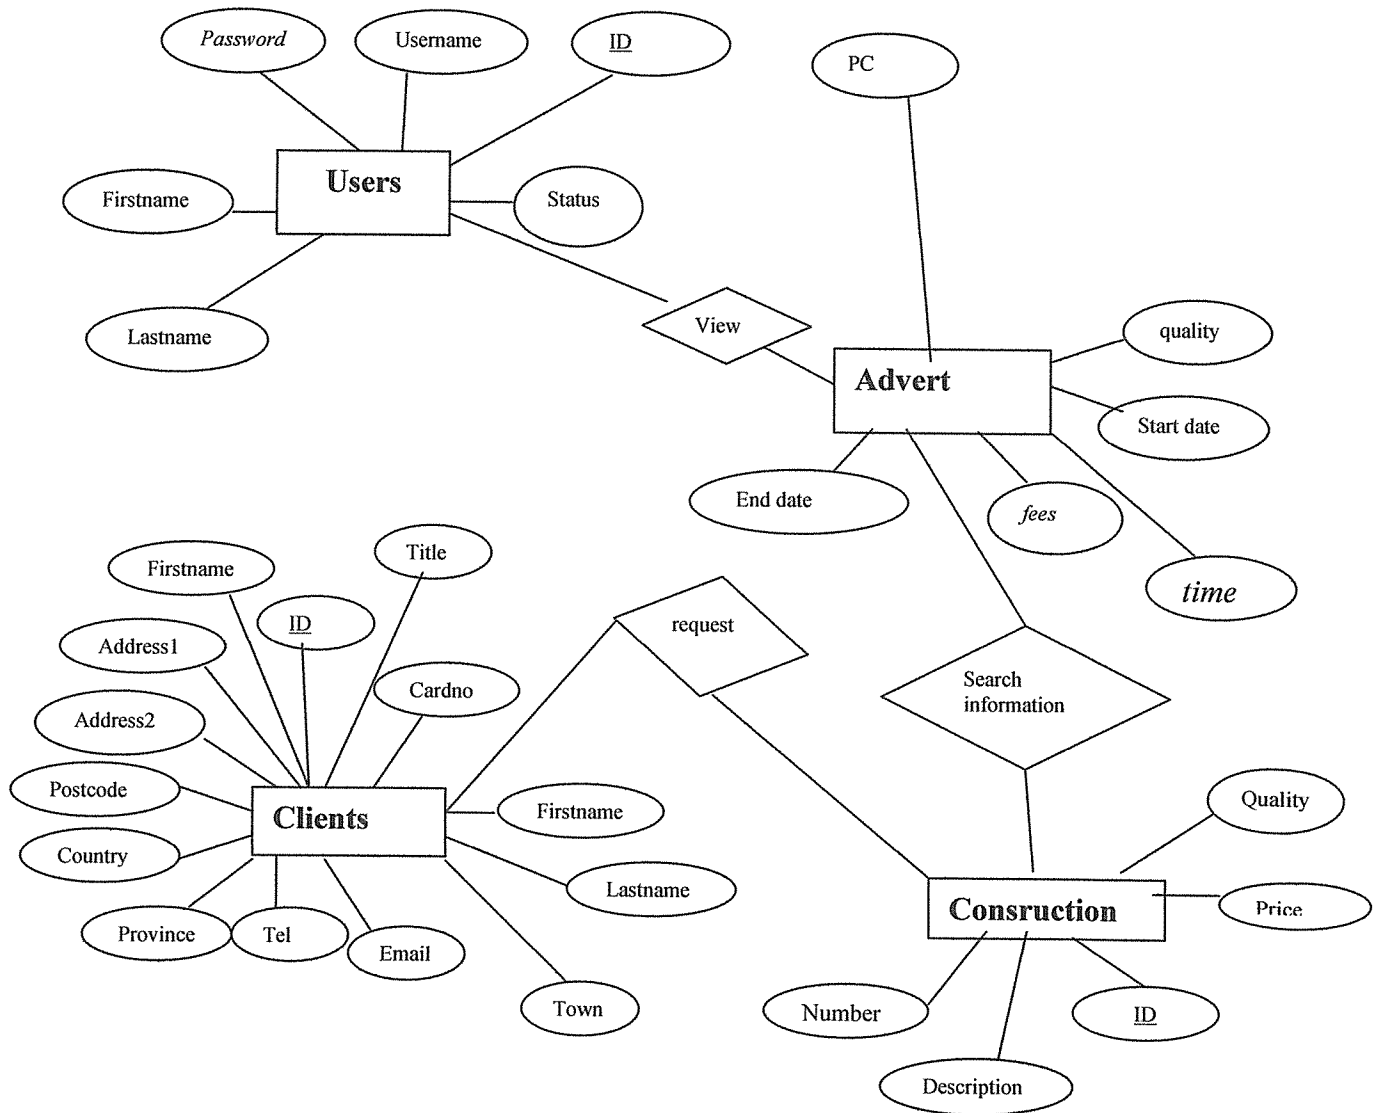 Password
Username
ID
PC
Users
Firstname
Status
Lastname
View
quality
Advert
Start date
End date
fees
time
Title
Firstname
ID
request
Address1
Cardno
Search
information
Address2
Postcode
Quality
Clients
Firstname
Country
Lastname
Price
Consruction
Province
Tel
Email
Town
Number
ID
Description